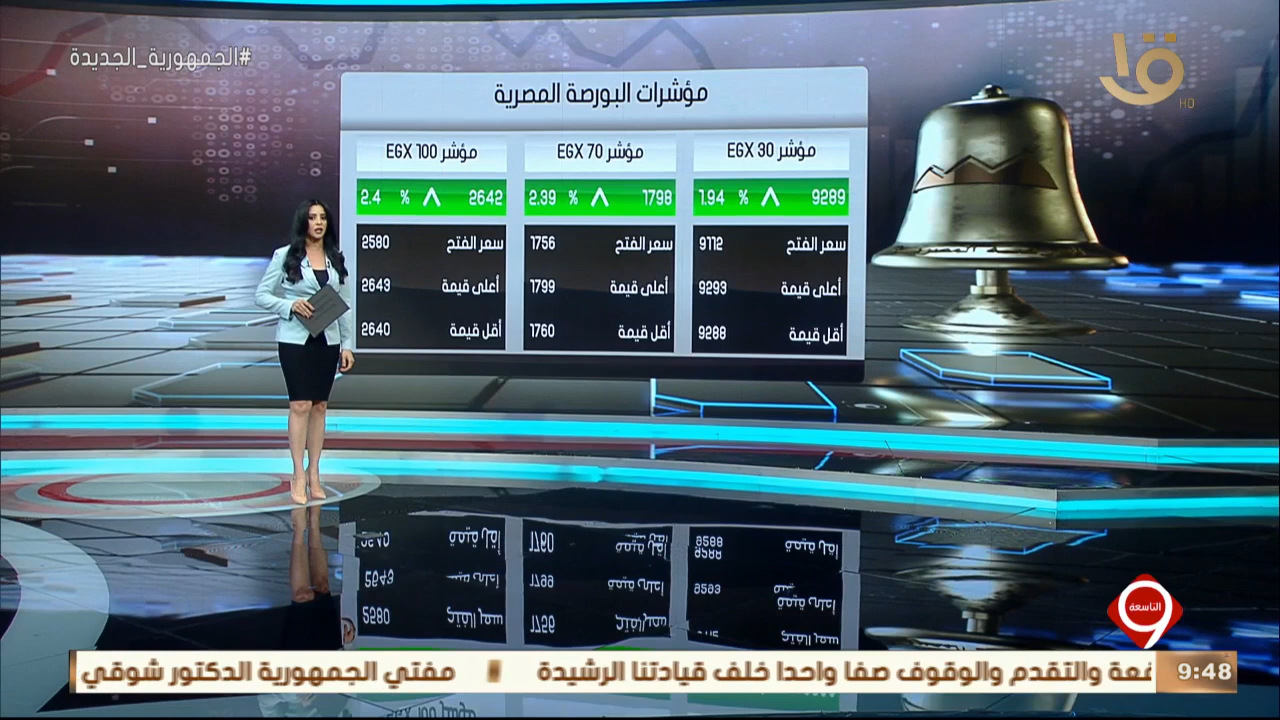 #الجمهورية_الجديدة
HD
مؤشرات البورصة المصرية
مؤشر EGX 30
9289 % 1.94
سعر الفتح 9112
أعلى قيمة 9293
أقل قيمة 9288
مؤشر EGX 70
1798 % 2.39
سعر الفتح 1756
أعلى قيمة 1799
أقل قيمة 1760
مؤشر EGX 100
2642 % 2.4
سعر الفتح 2580
أعلى قيمة 2643
أقل قيمة 2640
التاسعة
9
9:48
والتقدم والوقوف صفا واحدا خلف قيادتنا الرشيدة مفتي الجمهورية الدكتور شوقي